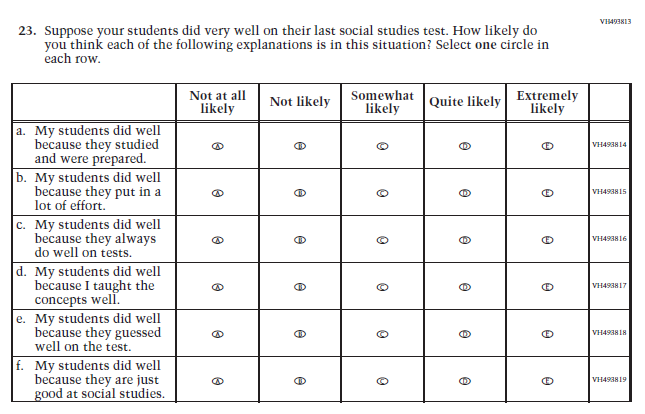 VH493813
23. Suppose your students did very well on their last social studies test. How likely do
you think each of the following explanations is in this situation? Select one circle in
each row.
Not at all
likely
Not likely
Somewhat
likely
Quite likely
Extremely
likely
a. My students did well
because they studied
and were prepared.
A B C D E VH493814
b. My students did well
because they put in a
lot of effort.
A B C D E VH493815
c. My students did well
because they always
do well on tests.
A B C D E VH493816
d. My students did well
because I taught the
concepts well.
A B C D E VH493817
e. My students did well
because they guessed
well on the test.
A B C D E VH493818
f. My students did well
because they are just
good at social studies.
A B C D E VH493819